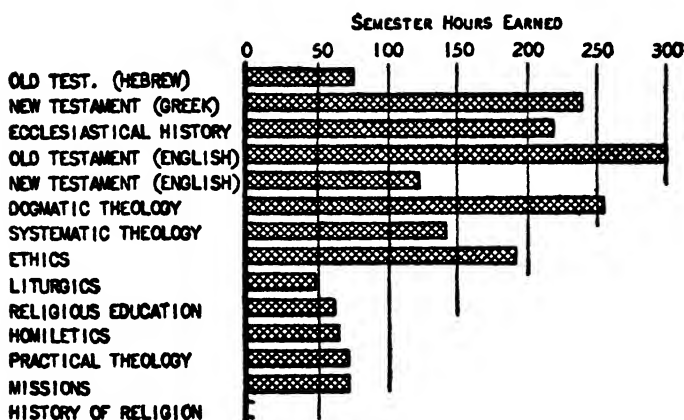 SEMESTER HOURS EARNED
0 50 100 150 200 250 300
OLD TEST. (HEBREW)
NEW TESTAMENT (GREEK)
ECCLESIASTICAL HISTORY
OLD TESTAMENT (ENGLISH)
NEW TESTAMENT (ENGLISH)
DOGMATIC THEOLOGY
SYSTEMATIC THEOLOGY
ETHICS
LITURGICS
RELIGIOUS EDUCATION
HOMILETICS
PRACTICAL THEOLOGY
MISSIONS
HISTORY OF RELIGION